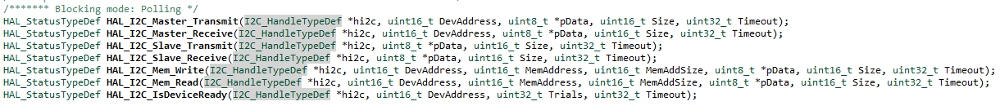 /******* Blocking mode: Polling */
HAL_StatusTypeDef HAL_I2C_Master_Transmit(I2C_HandleTypeDef *hi2c, uint16_t DevAddress, uint8_t *pData, uint16_t Size, uint32_t Timeout);
HAL_StatusTypeDef HAL_I2C_Master_Receive(I2C_HandleTypeDef *hi2c, uint16_t DevAddress, uint8_t *pData, uint16_t Size, uint32_t Timeout);
HAL_StatusTypeDef HAL_I2C_Slave_Transmit(I2C_HandleTypeDef *hi2c, uint8_t *pData, uint16_t Size, uint32_t Timeout);
HAL_StatusTypeDef HAL_I2C_Slave_Receive(I2C_HandleTypeDef *hi2c, uint8_t *pData, uint16_t Size, uint32_t Timeout);
HAL_StatusTypeDef HAL_I2C_Mem_Write(I2C_HandleTypeDef *hi2c, uint16_t DevAddress, uint16_t MemAddress, uint16_t MemAddSize, uint8_t *pData, uint16_t Size, uint32_t Timeout);
HAL_StatusTypeDef HAL_I2C_Mem_Read(I2C_HandleTypeDef *hi2c, uint16_t DevAddress, uint16_t MemAddress, uint16_t MemAddSize, uint8_t *pData, uint16_t Size, uint32_t Timeout);
HAL_StatusTypeDef HAL_I2C_IsDeviceReady(I2C_HandleTypeDef *hi2c, uint16_t DevAddress, uint32_t Trials, uint32_t Timeout);